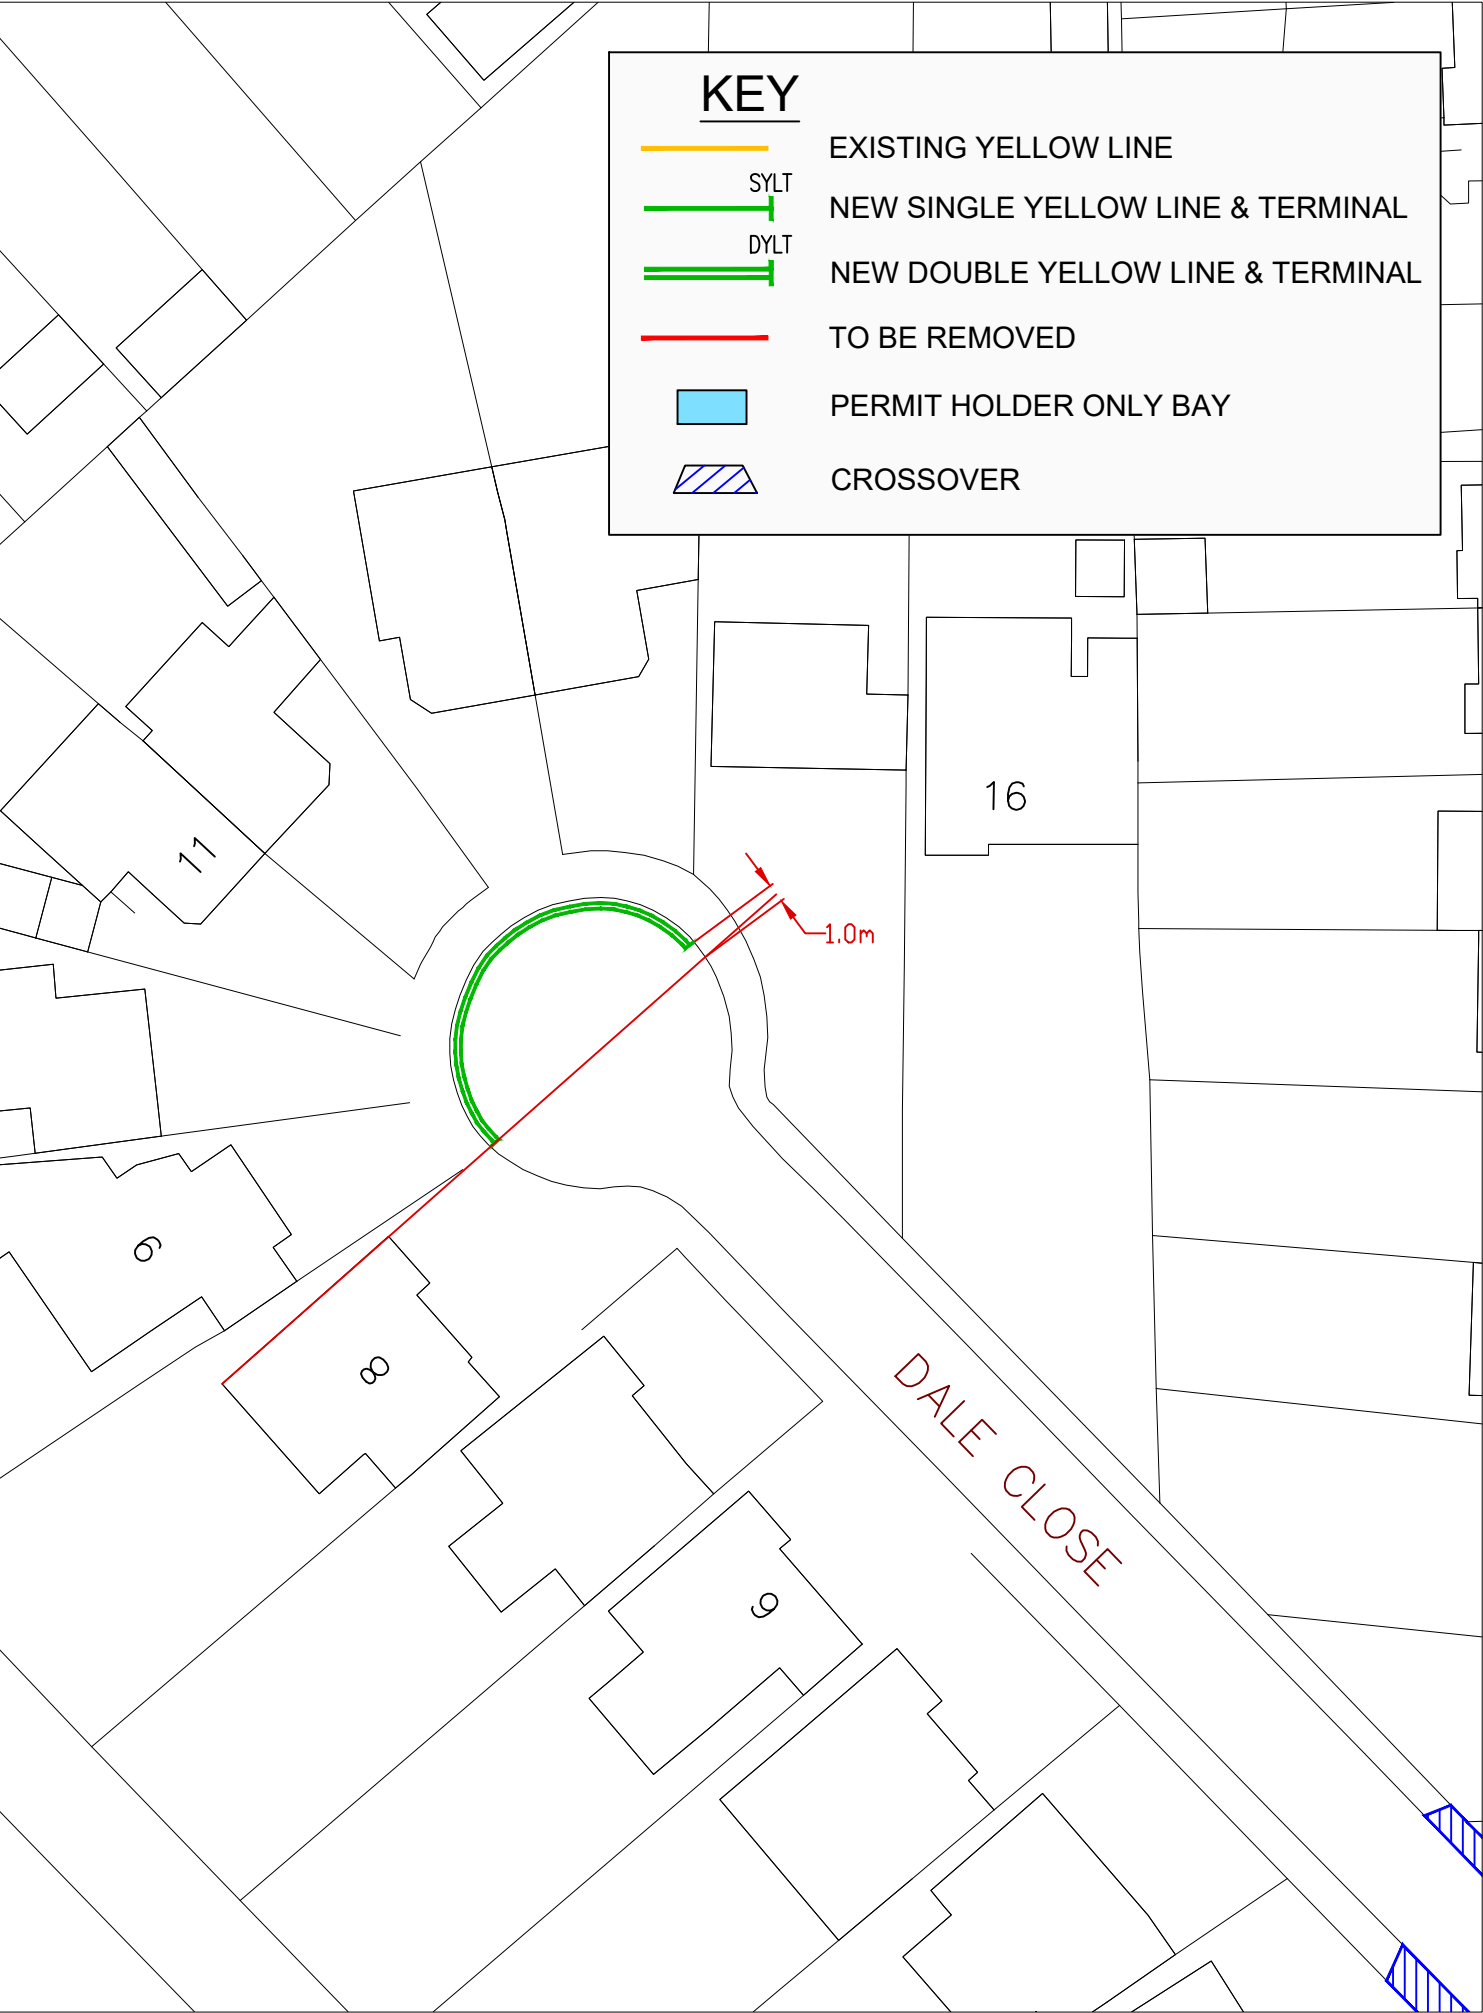 KEY
EXISTING YELLOW LINE
SYLT
NEW SINGLE YELLOW LINE & TERMINAL
DYLT
NEW DOUBLE YELLOW LINE & TERMINAL
TO BE REMOVED
PERMIT HOLDER ONLY BAY
CROSSOVER
16
11
1.0m
9
8
6
DALE CLOSE